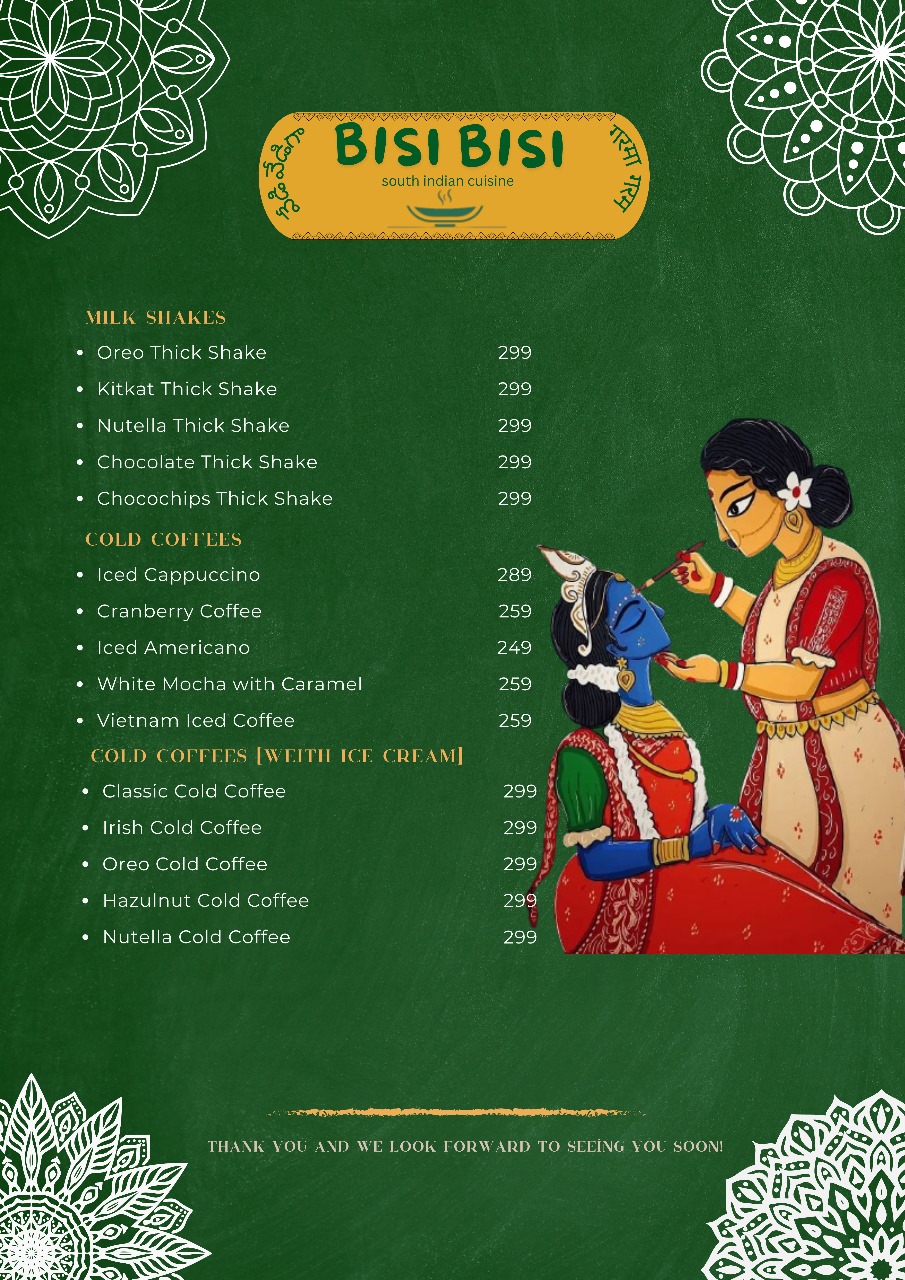 BISI BISI
south indian cuisine
వేడి వేడిగా
गरमा गरम
MILK SHAKES
• Oreo Thick Shake 299
• Kitkat Thick Shake 299
• Nutella Thick Shake 299
• Chocolate Thick Shake 299
• Chocochips Thick Shake 299
COLD COFFEES
• Iced Cappuccino 289
• Cranberry Coffee 259
• Iced Americano 249
• White Mocha with Caramel 259
• Vietnam Iced Coffee 259
COLD COFFEES [WEITH ICE CREAM]
• Classic Cold Coffee 299
• Irish Cold Coffee 299
• Oreo Cold Coffee 299
• Hazulnut Cold Coffee 299
• Nutella Cold Coffee 299
THANK YOU AND WE LOOK FORWARD TO SEEING YOU SOON!